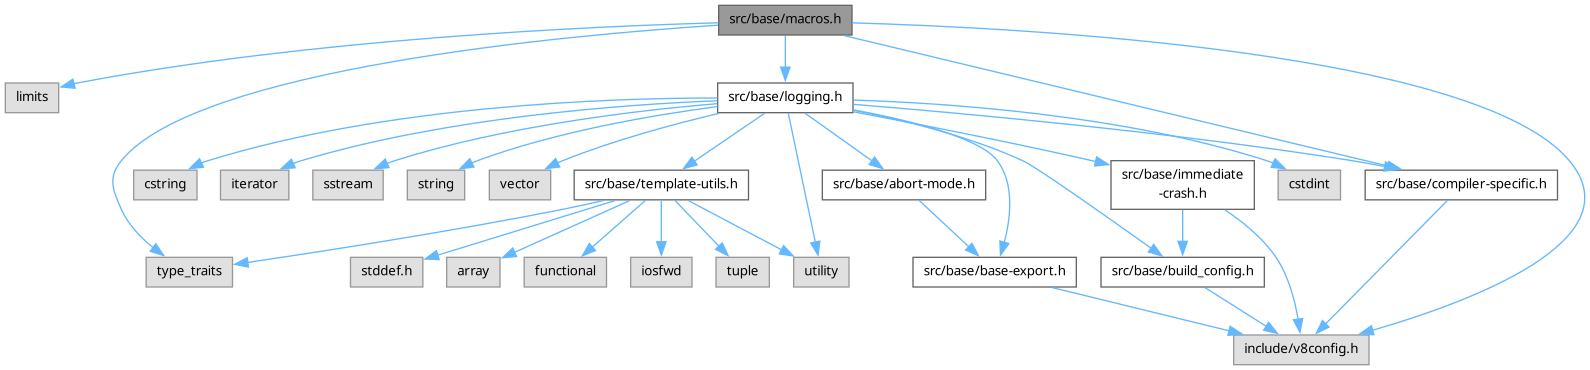 src/base/macros.h
limits
src/base/logging.h
cstring
iterator
sstream
string
vector
src/base/template-utils.h
src/base/abort-mode.h
src/base/immediate
-crash.h
cstdint
src/base/compiler-specific.h
type_traits
stddef.h
array
functional
iosfwd
tuple
utility
src/base/base-export.h
src/base/build_config.h
include/v8config.h